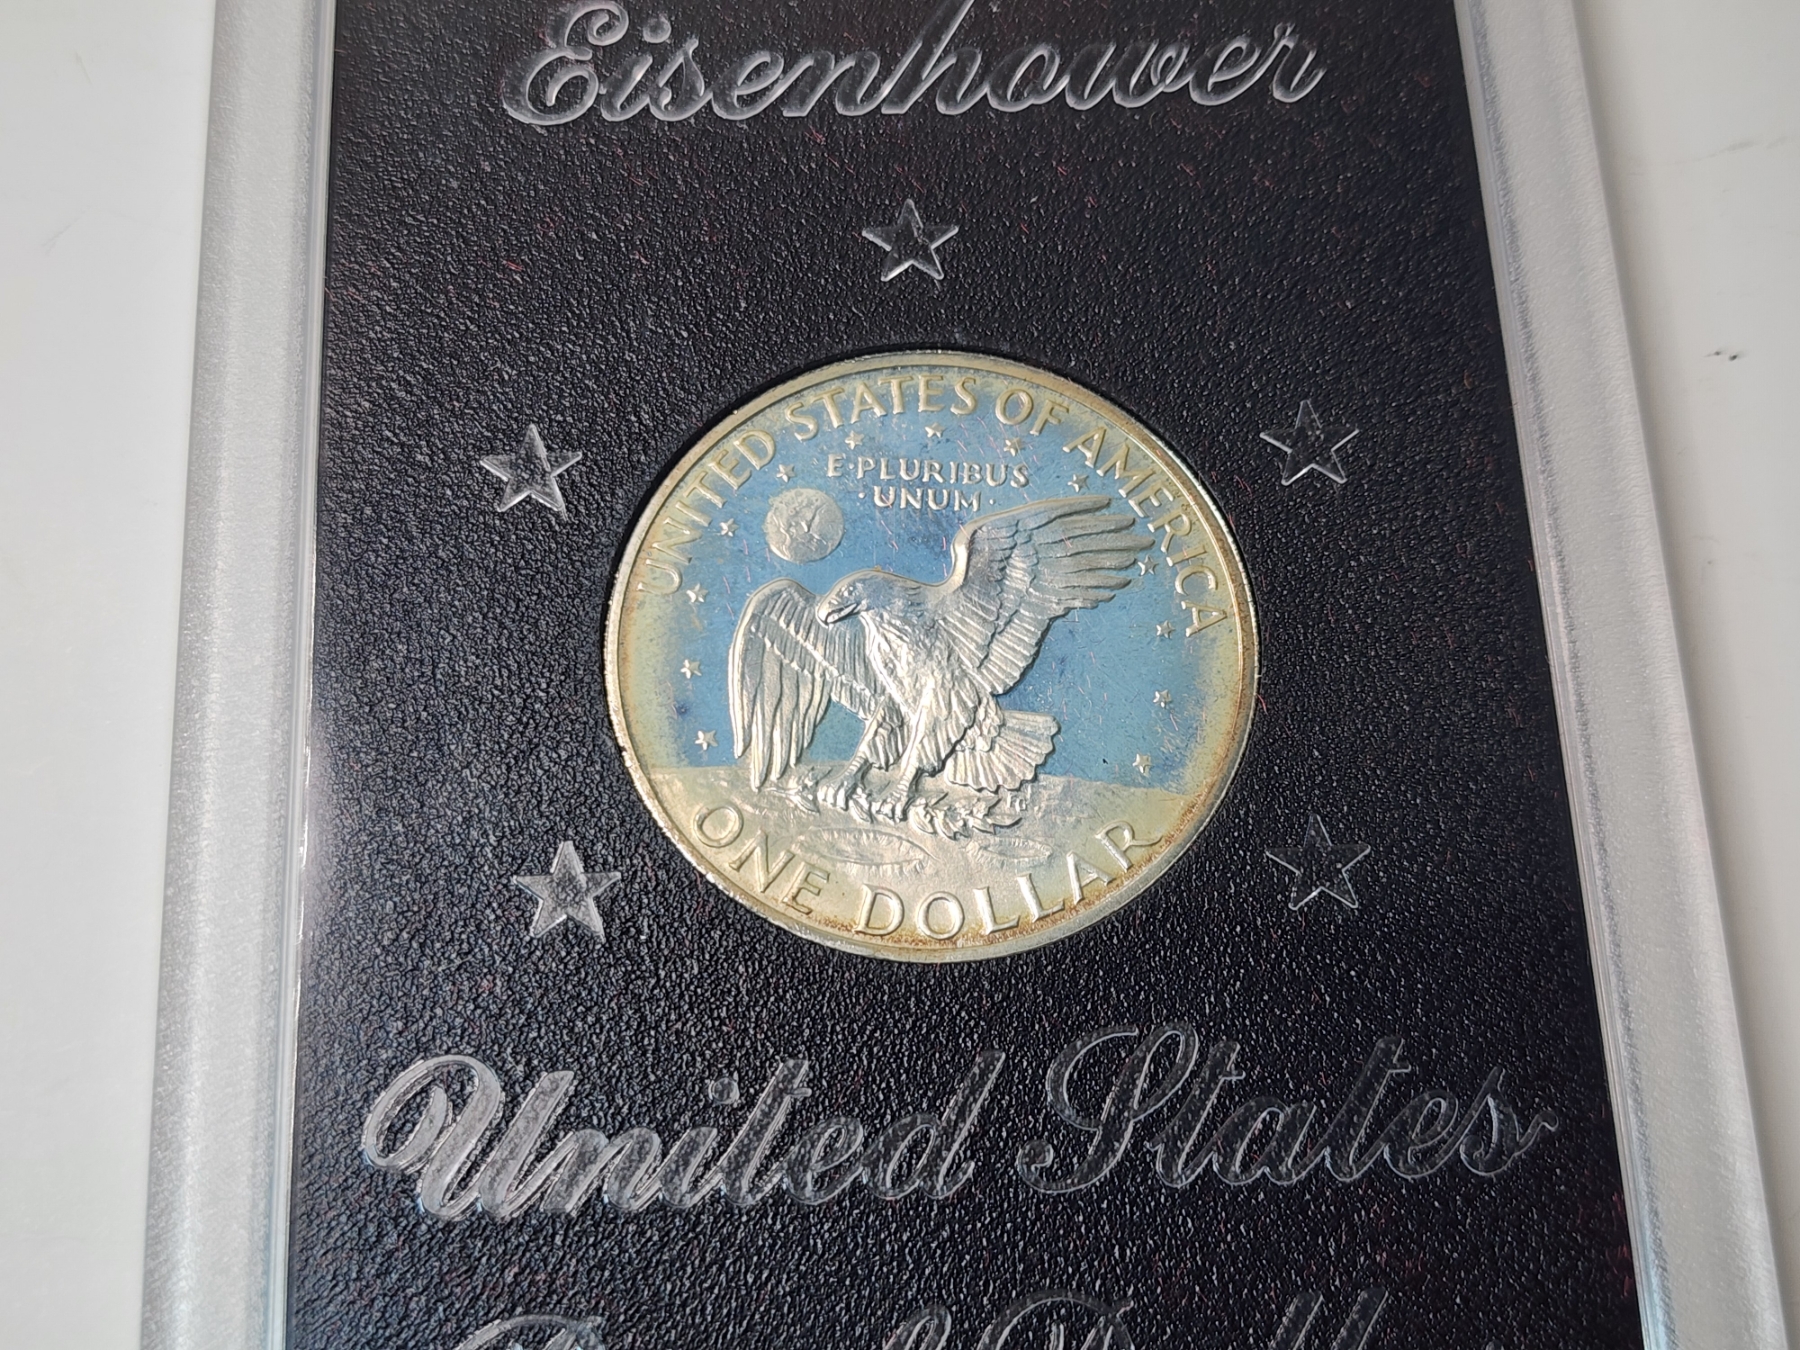 Eisenhower
UNITED STATES OF AMERICA
E·PLURIBUS
·UNUM·
ONE DOLLAR
United States